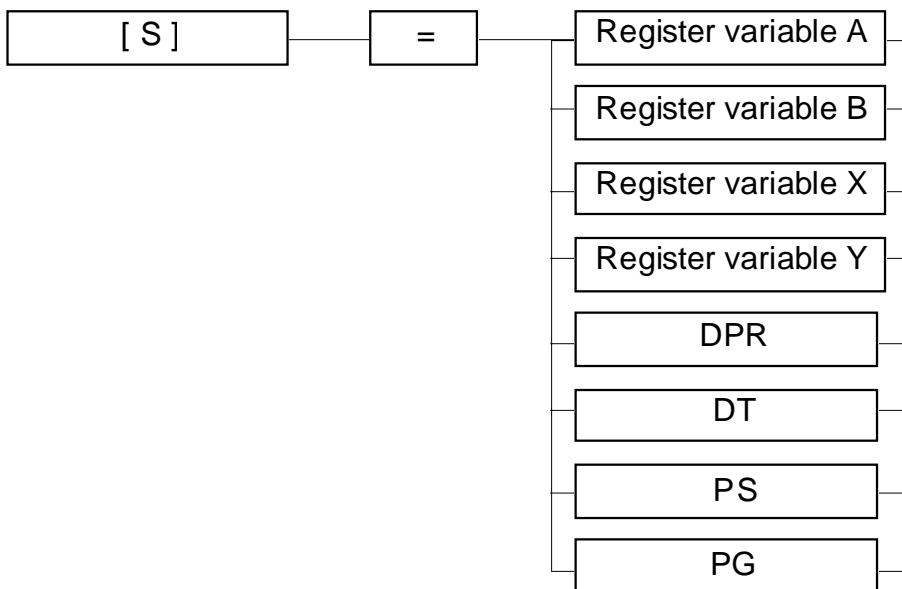 [ S ] = Register variable A
Register variable B
Register variable X
Register variable Y
DPR
DT
PS
PG